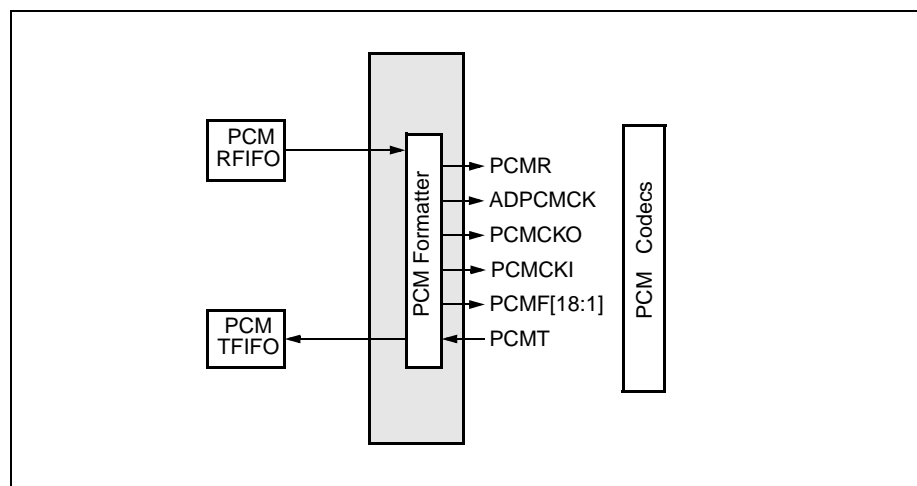 PCM
RFIFO
PCM Formatter
PCMR
ADPCMCK
PCMCKO
PCMCKI
PCMF[18:1]
PCMT
PCM Codecs
PCM
TFIFO